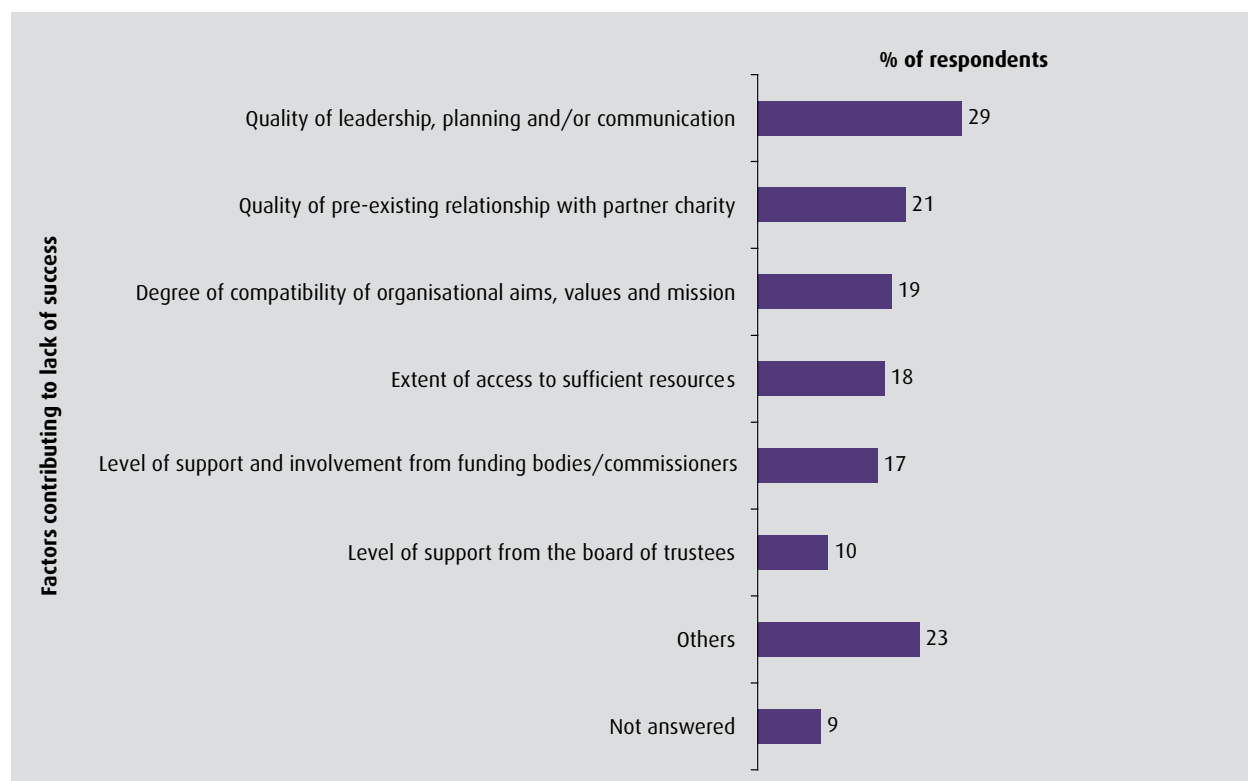 % of respondents
Factors contributing to lack of success
Quality of leadership, planning and/or communication
29
Quality of pre-existing relationship with partner charity
21
Degree of compatibility of organisational aims, values and mission
19
Extent of access to sufficient resources
18
Level of support and involvement from funding bodies/commissioners
17
Level of support from the board of trustees
10
Others
23
Not answered
9